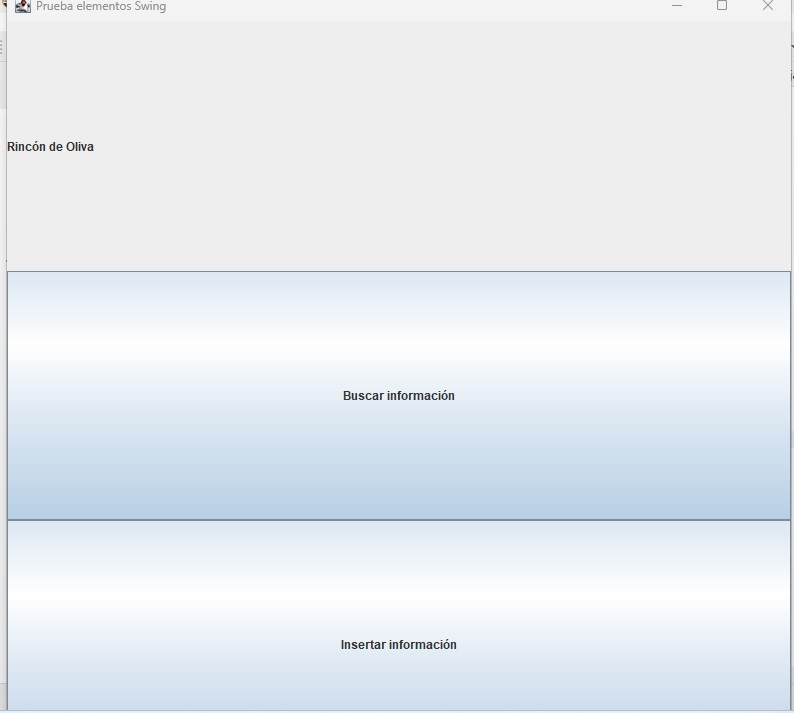 Prueba elementos Swing
Rincón de Oliva
Buscar información
Insertar información